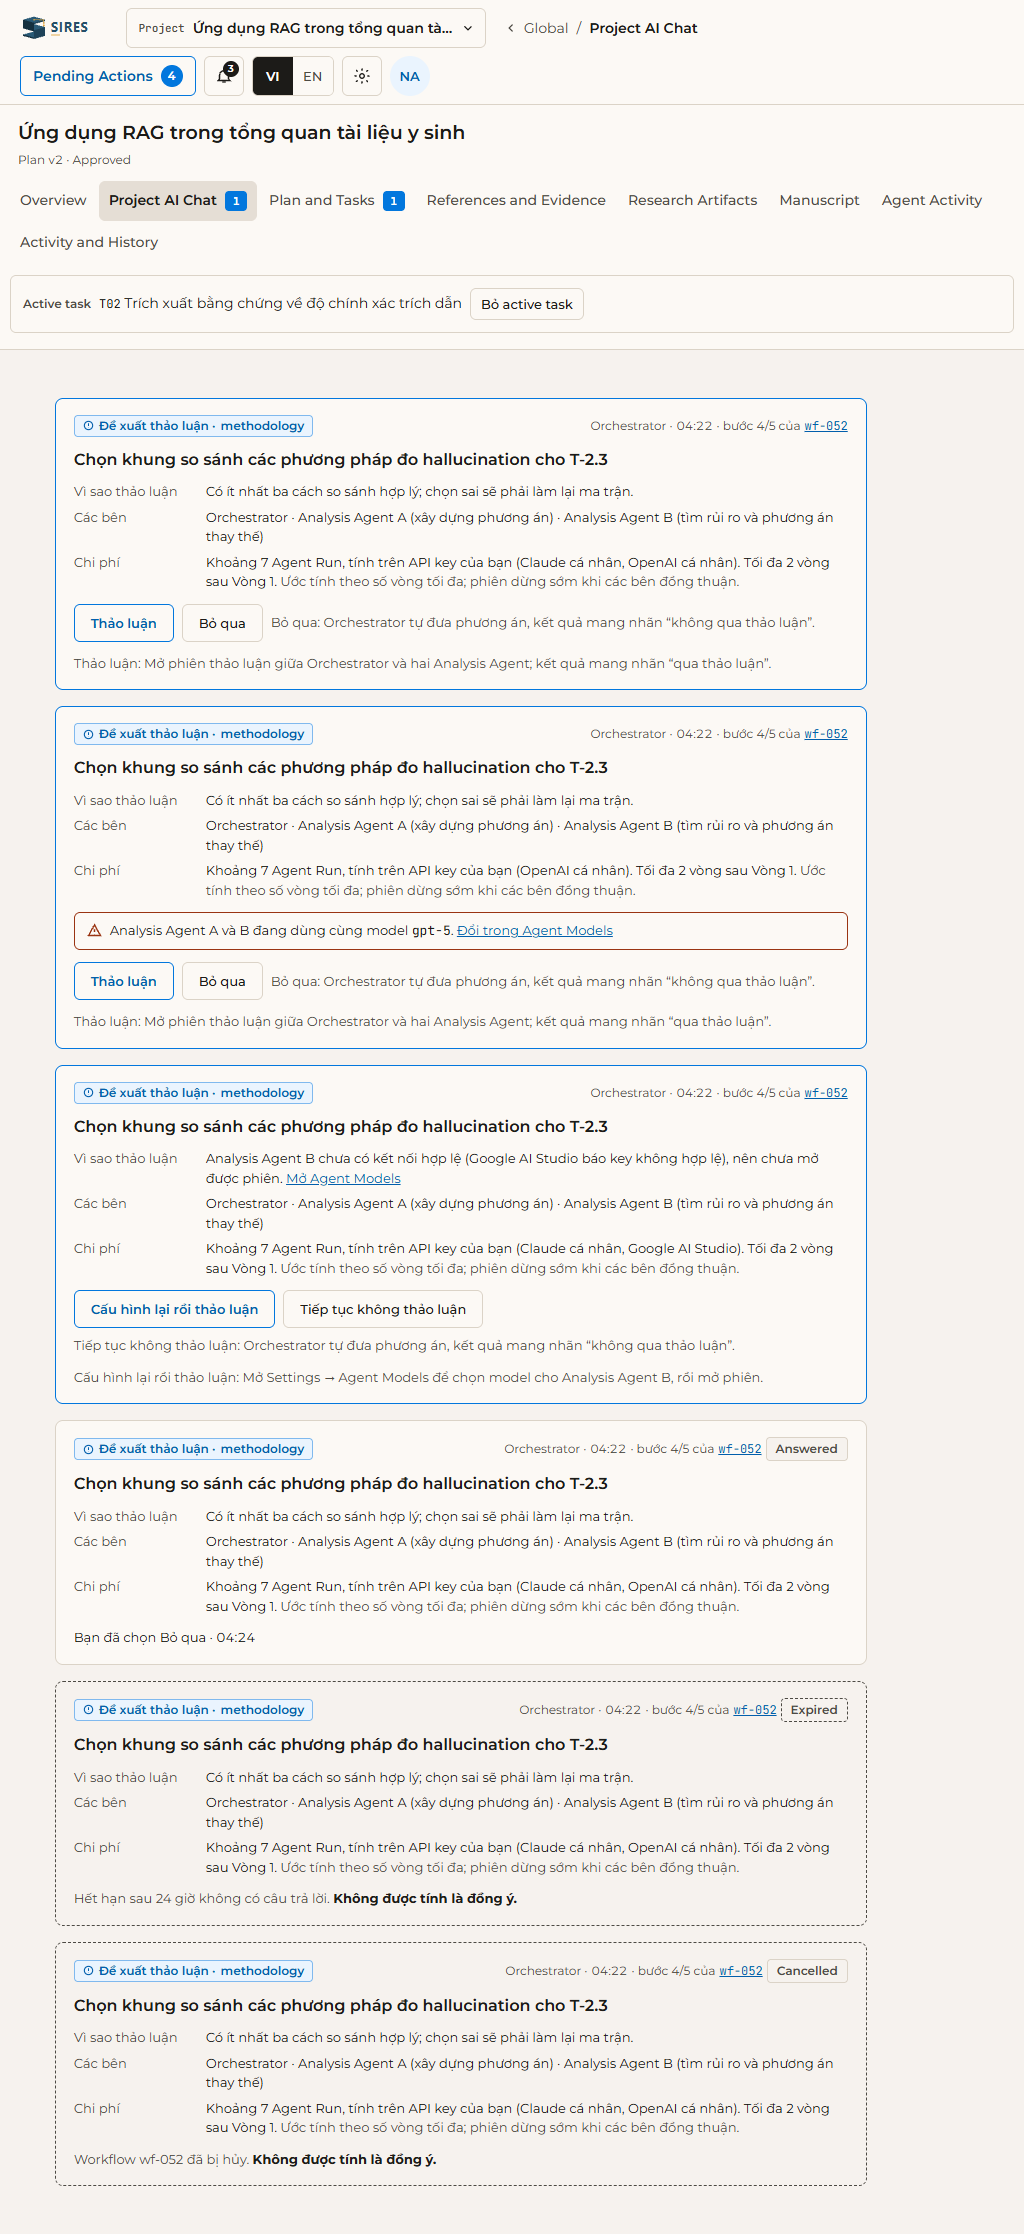 SIRES
Project Ứng dụng RAG trong tổng quan tà...
Global / Project AI Chat
Pending Actions 4
3
VI EN
NA
Ứng dụng RAG trong tổng quan tài liệu y sinh
Plan v2 · Approved
Overview Project AI Chat 1 Plan and Tasks 1 References and Evidence Research Artifacts Manuscript Agent Activity
Activity and History
Active task T02 Trích xuất bằng chứng về độ chính xác trích dẫn Bỏ active task
Đề xuất thảo luận · methodology Orchestrator · 04:22 · bước 4/5 của wf-052
Chọn khung so sánh các phương pháp đo hallucination cho T-2.3
Vì sao thảo luận Có ít nhất ba cách so sánh hợp lý; chọn sai sẽ phải làm lại ma trận.
Các bên Orchestrator · Analysis Agent A (xây dựng phương án) · Analysis Agent B (tìm rủi ro và phương án
thay thế)
Chi phí Khoảng 7 Agent Run, tính trên API key của bạn (Claude cá nhân, OpenAI cá nhân). Tối đa 2 vòng
sau Vòng 1. Ước tính theo số vòng tối đa; phiên dừng sớm khi các bên đồng thuận.
Thảo luận Bỏ qua Bỏ qua: Orchestrator tự đưa phương án, kết quả mang nhãn “không qua thảo luận”.
Thảo luận: Mở phiên thảo luận giữa Orchestrator và hai Analysis Agent; kết quả mang nhãn “qua thảo luận”.
Đề xuất thảo luận · methodology Orchestrator · 04:22 · bước 4/5 của wf-052
Chọn khung so sánh các phương pháp đo hallucination cho T-2.3
Vì sao thảo luận Có ít nhất ba cách so sánh hợp lý; chọn sai sẽ phải làm lại ma trận.
Các bên Orchestrator · Analysis Agent A (xây dựng phương án) · Analysis Agent B (tìm rủi ro và phương án
thay thế)
Chi phí Khoảng 7 Agent Run, tính trên API key của bạn (OpenAI cá nhân). Tối đa 2 vòng sau Vòng 1. Ước
tính theo số vòng tối đa; phiên dừng sớm khi các bên đồng thuận.
Analysis Agent A và B đang dùng cùng model gpt-5. Đổi trong Agent Models
Thảo luận Bỏ qua Bỏ qua: Orchestrator tự đưa phương án, kết quả mang nhãn “không qua thảo luận”.
Thảo luận: Mở phiên thảo luận giữa Orchestrator và hai Analysis Agent; kết quả mang nhãn “qua thảo luận”.
Đề xuất thảo luận · methodology Orchestrator · 04:22 · bước 4/5 của wf-052
Chọn khung so sánh các phương pháp đo hallucination cho T-2.3
Vì sao thảo luận Analysis Agent B chưa có kết nối hợp lệ (Google AI Studio báo key không hợp lệ), nên chưa mở
được phiên. Mở Agent Models
Các bên Orchestrator · Analysis Agent A (xây dựng phương án) · Analysis Agent B (tìm rủi ro và phương án
thay thế)
Chi phí Khoảng 7 Agent Run, tính trên API key của bạn (Claude cá nhân, Google AI Studio). Tối đa 2 vòng
sau Vòng 1. Ước tính theo số vòng tối đa; phiên dừng sớm khi các bên đồng thuận.
Cấu hình lại rồi thảo luận Tiếp tục không thảo luận
Tiếp tục không thảo luận: Orchestrator tự đưa phương án, kết quả mang nhãn “không qua thảo luận”.
Cấu hình lại rồi thảo luận: Mở Settings → Agent Models để chọn model cho Analysis Agent B, rồi mở phiên.
Đề xuất thảo luận · methodology Orchestrator · 04:22 · bước 4/5 của wf-052 Answered
Chọn khung so sánh các phương pháp đo hallucination cho T-2.3
Vì sao thảo luận Có ít nhất ba cách so sánh hợp lý; chọn sai sẽ phải làm lại ma trận.
Các bên Orchestrator · Analysis Agent A (xây dựng phương án) · Analysis Agent B (tìm rủi ro và phương án
thay thế)
Chi phí Khoảng 7 Agent Run, tính trên API key của bạn (Claude cá nhân, OpenAI cá nhân). Tối đa 2 vòng
sau Vòng 1. Ước tính theo số vòng tối đa; phiên dừng sớm khi các bên đồng thuận.
Bạn đã chọn Bỏ qua · 04:24
Đề xuất thảo luận · methodology Orchestrator · 04:22 · bước 4/5 của wf-052 Expired
Chọn khung so sánh các phương pháp đo hallucination cho T-2.3
Vì sao thảo luận Có ít nhất ba cách so sánh hợp lý; chọn sai sẽ phải làm lại ma trận.
Các bên Orchestrator · Analysis Agent A (xây dựng phương án) · Analysis Agent B (tìm rủi ro và phương án
thay thế)
Chi phí Khoảng 7 Agent Run, tính trên API key của bạn (Claude cá nhân, OpenAI cá nhân). Tối đa 2 vòng
sau Vòng 1. Ước tính theo số vòng tối đa; phiên dừng sớm khi các bên đồng thuận.
Hết hạn sau 24 giờ không có câu trả lời. Không được tính là đồng ý.
Đề xuất thảo luận · methodology Orchestrator · 04:22 · bước 4/5 của wf-052 Cancelled
Chọn khung so sánh các phương pháp đo hallucination cho T-2.3
Vì sao thảo luận Có ít nhất ba cách so sánh hợp lý; chọn sai sẽ phải làm lại ma trận.
Các bên Orchestrator · Analysis Agent A (xây dựng phương án) · Analysis Agent B (tìm rủi ro và phương án
thay thế)
Chi phí Khoảng 7 Agent Run, tính trên API key của bạn (Claude cá nhân, OpenAI cá nhân). Tối đa 2 vòng
sau Vòng 1. Ước tính theo số vòng tối đa; phiên dừng sớm khi các bên đồng thuận.
Workflow wf-052 đã bị hủy. Không được tính là đồng ý.